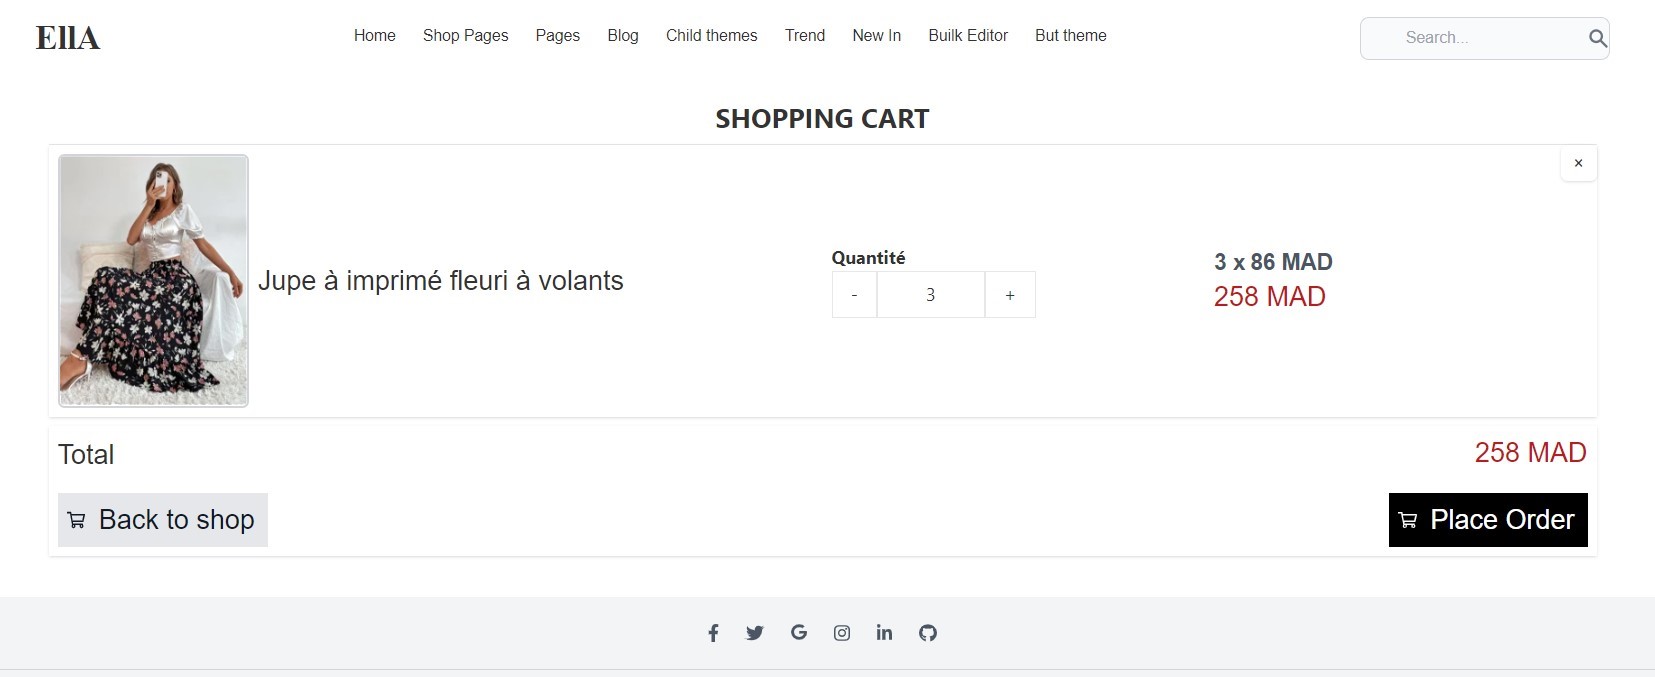 EllA
Home Shop Pages Pages Blog Child themes Trend New In Builk Editor But theme
Search...
SHOPPING CART
×
Jupe à imprimé fleuri à volants
Quantité
- 3 +
3 x 86 MAD
258 MAD
Total 258 MAD
Back to shop
Place Order